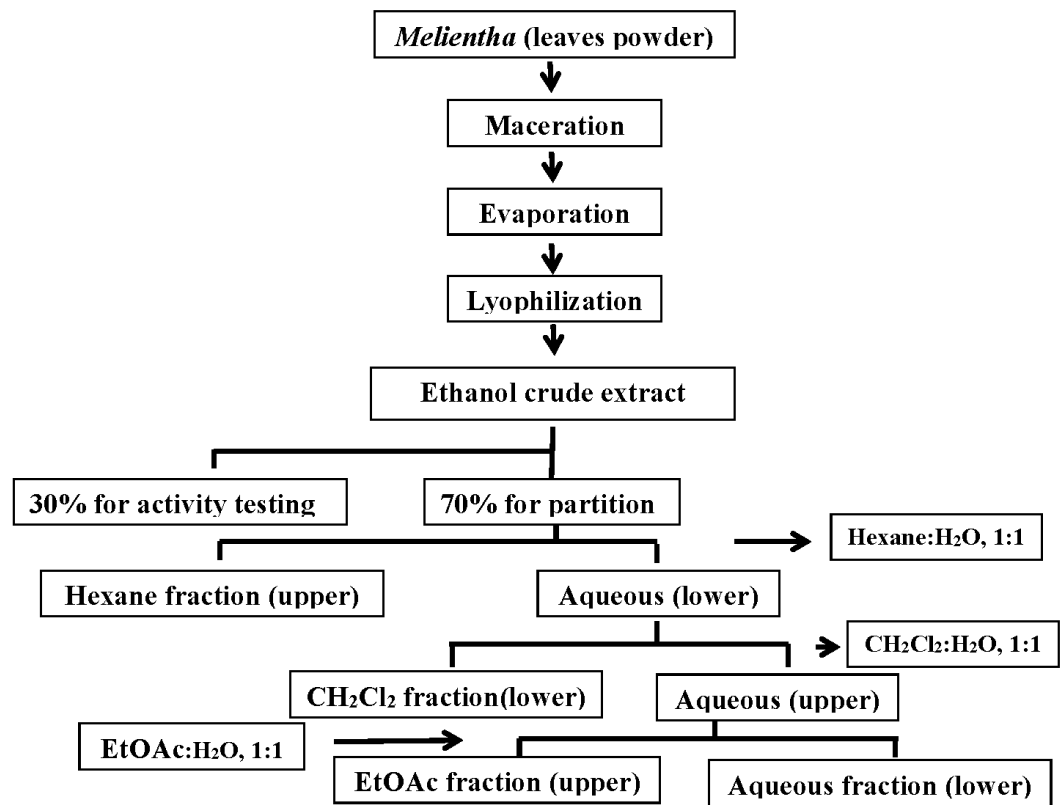 Melientha (leaves powder)
Maceration
Evaporation
Lyophilization
Ethanol crude extract
30% for activity testing
70% for partition
Hexane:H₂O, 1:1
Hexane fraction (upper)
Aqueous (lower)
CH₂Cl₂:H₂O, 1:1
CH₂Cl₂ fraction(lower)
Aqueous (upper)
EtOAc:H₂O, 1:1
EtOAc fraction (upper)
Aqueous fraction (lower)